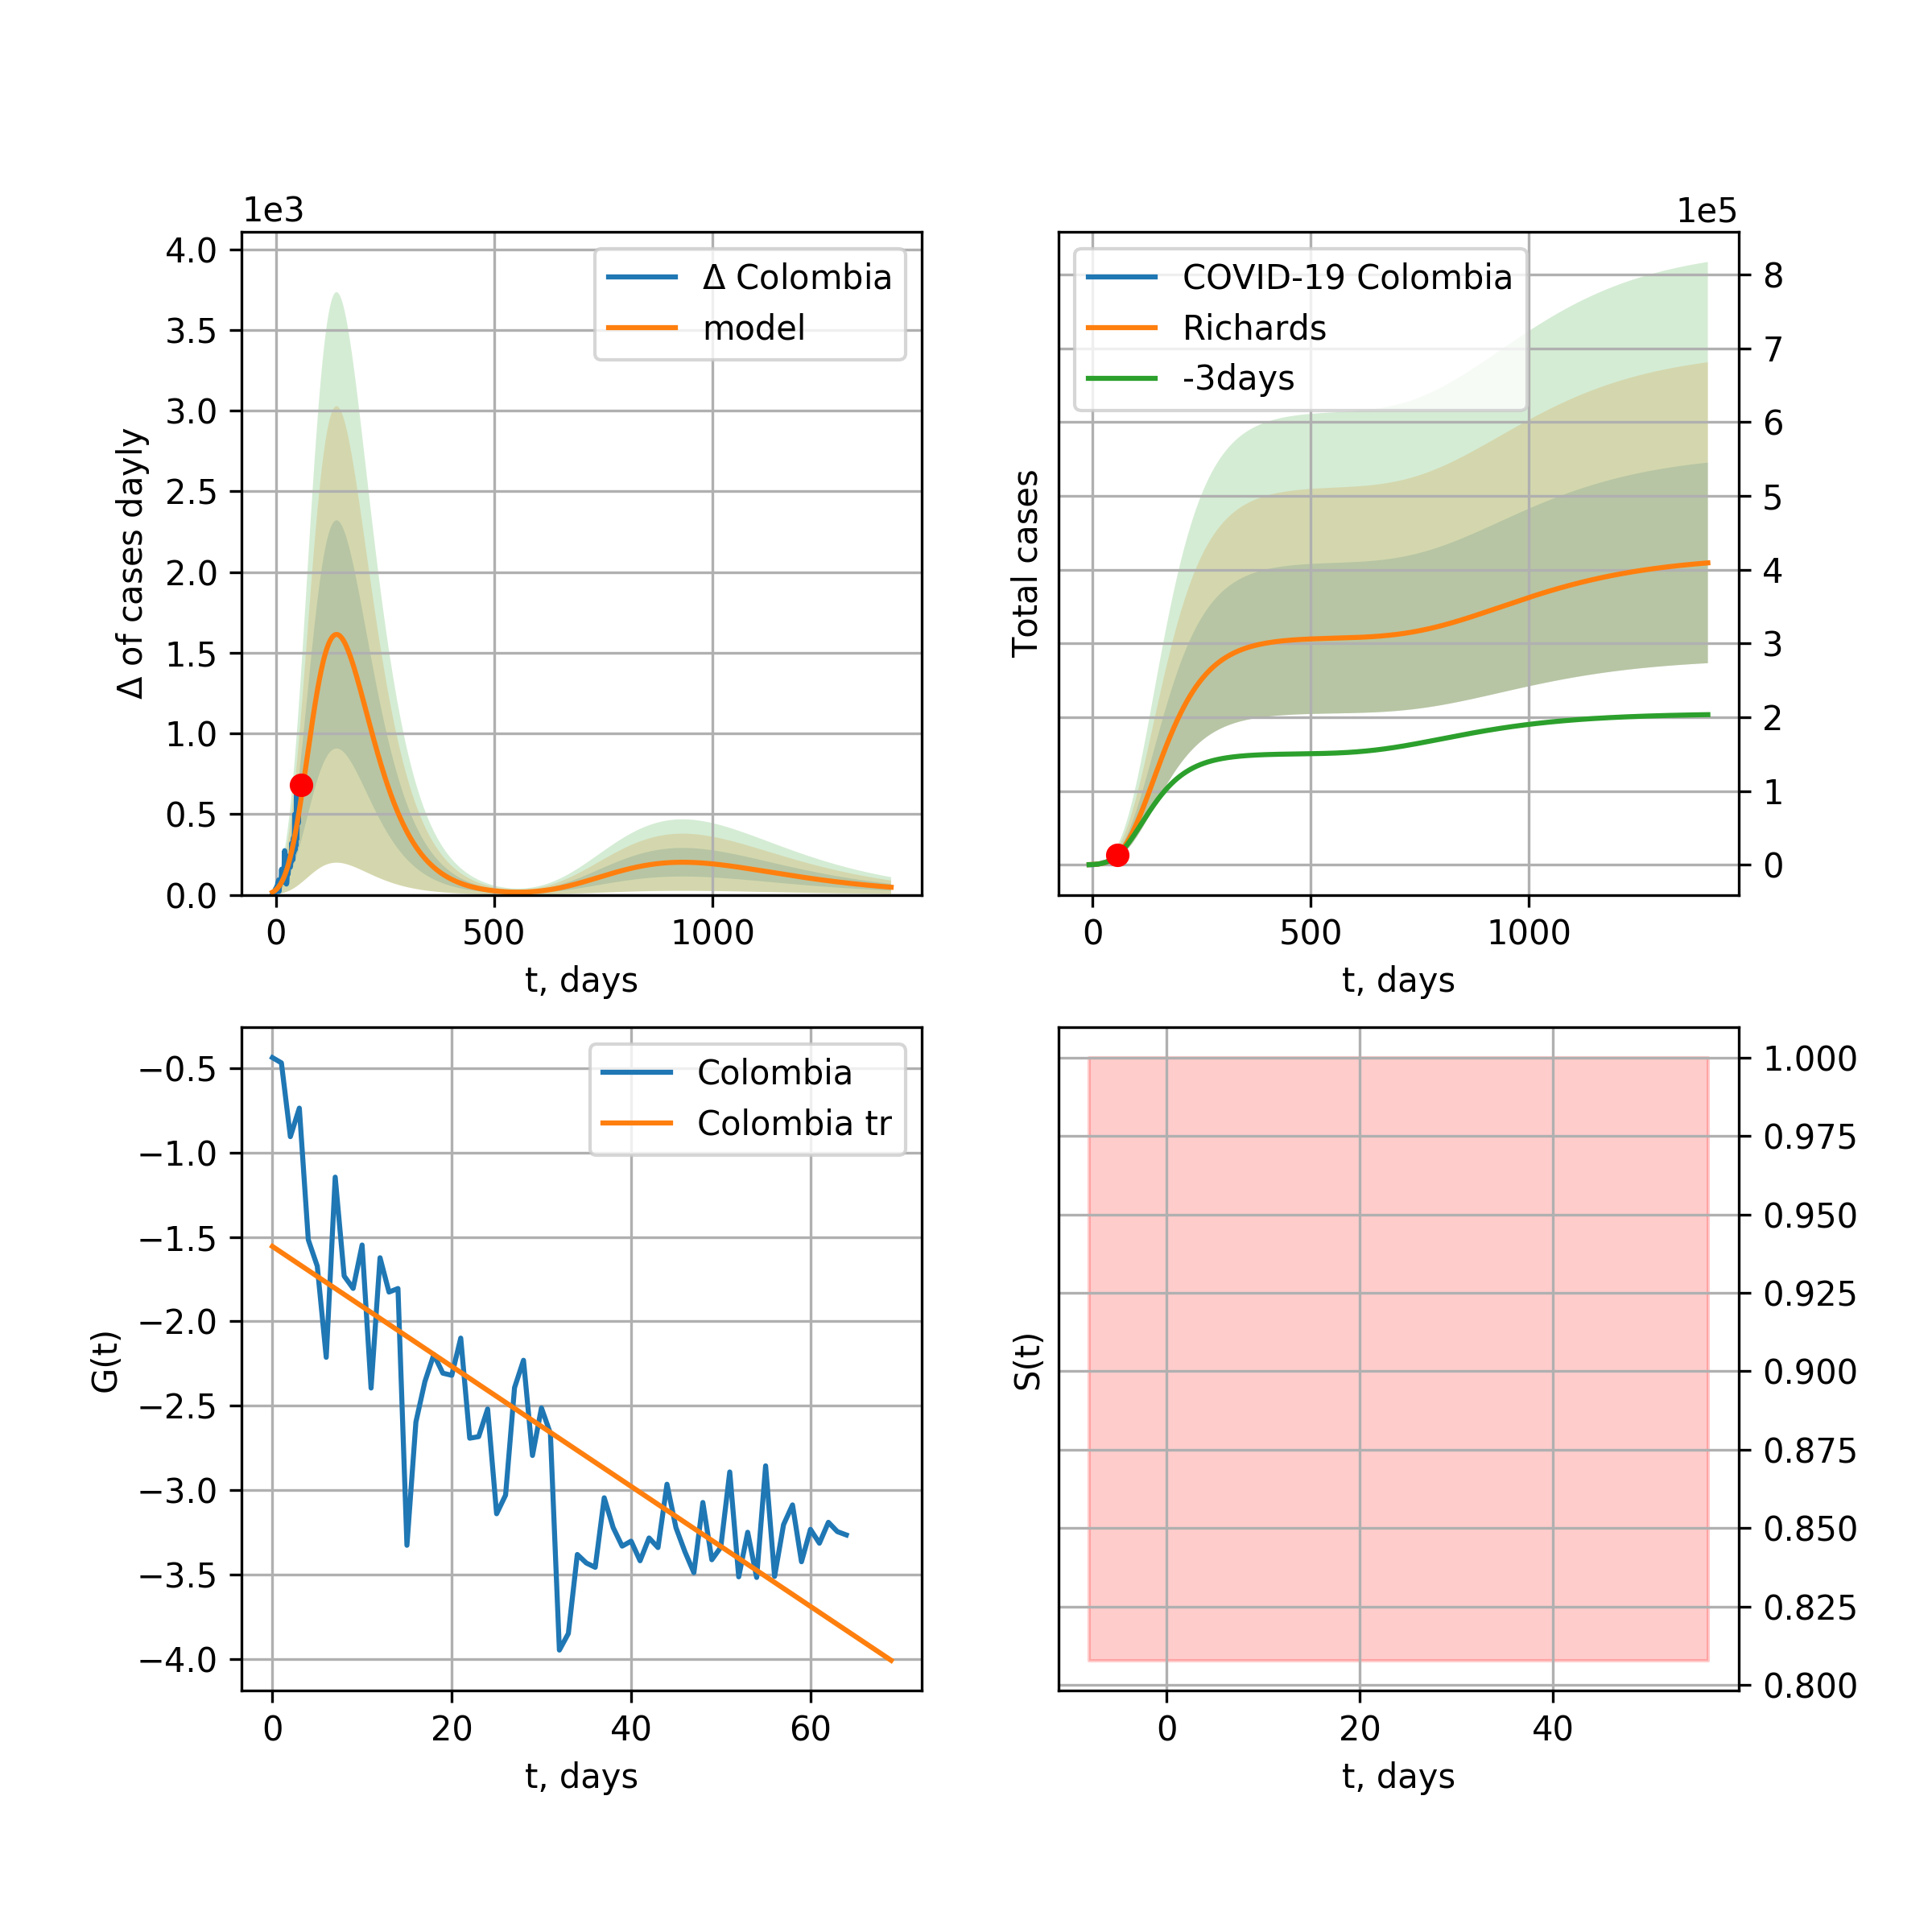 1e3
4.0
3.5
3.0
2.5
2.0
1.5
1.0
0.5
0.0
Δ of cases dayly
Δ Colombia
model
0 500 1000
t, days
1e5
8
7
6
5
4
3
2
1
0
Total cases
COVID-19 Colombia
Richards
-3days
0 500 1000
t, days
−0.5
−1.0
−1.5
−2.0
−2.5
−3.0
−3.5
−4.0
G(t)
Colombia
Colombia tr
0 20 40 60
t, days
1.000
0.975
0.950
0.925
0.900
0.875
0.850
0.825
0.800
S(t)
0 20 40
t, days